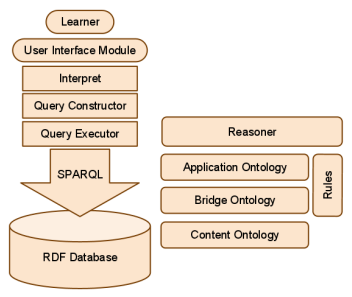 Learner
User Interface Module
Interpret
Query Constructor
Query Executor
SPARQL
RDF Database
Reasoner
Application Ontology
Bridge Ontology
Content Ontology
Rules